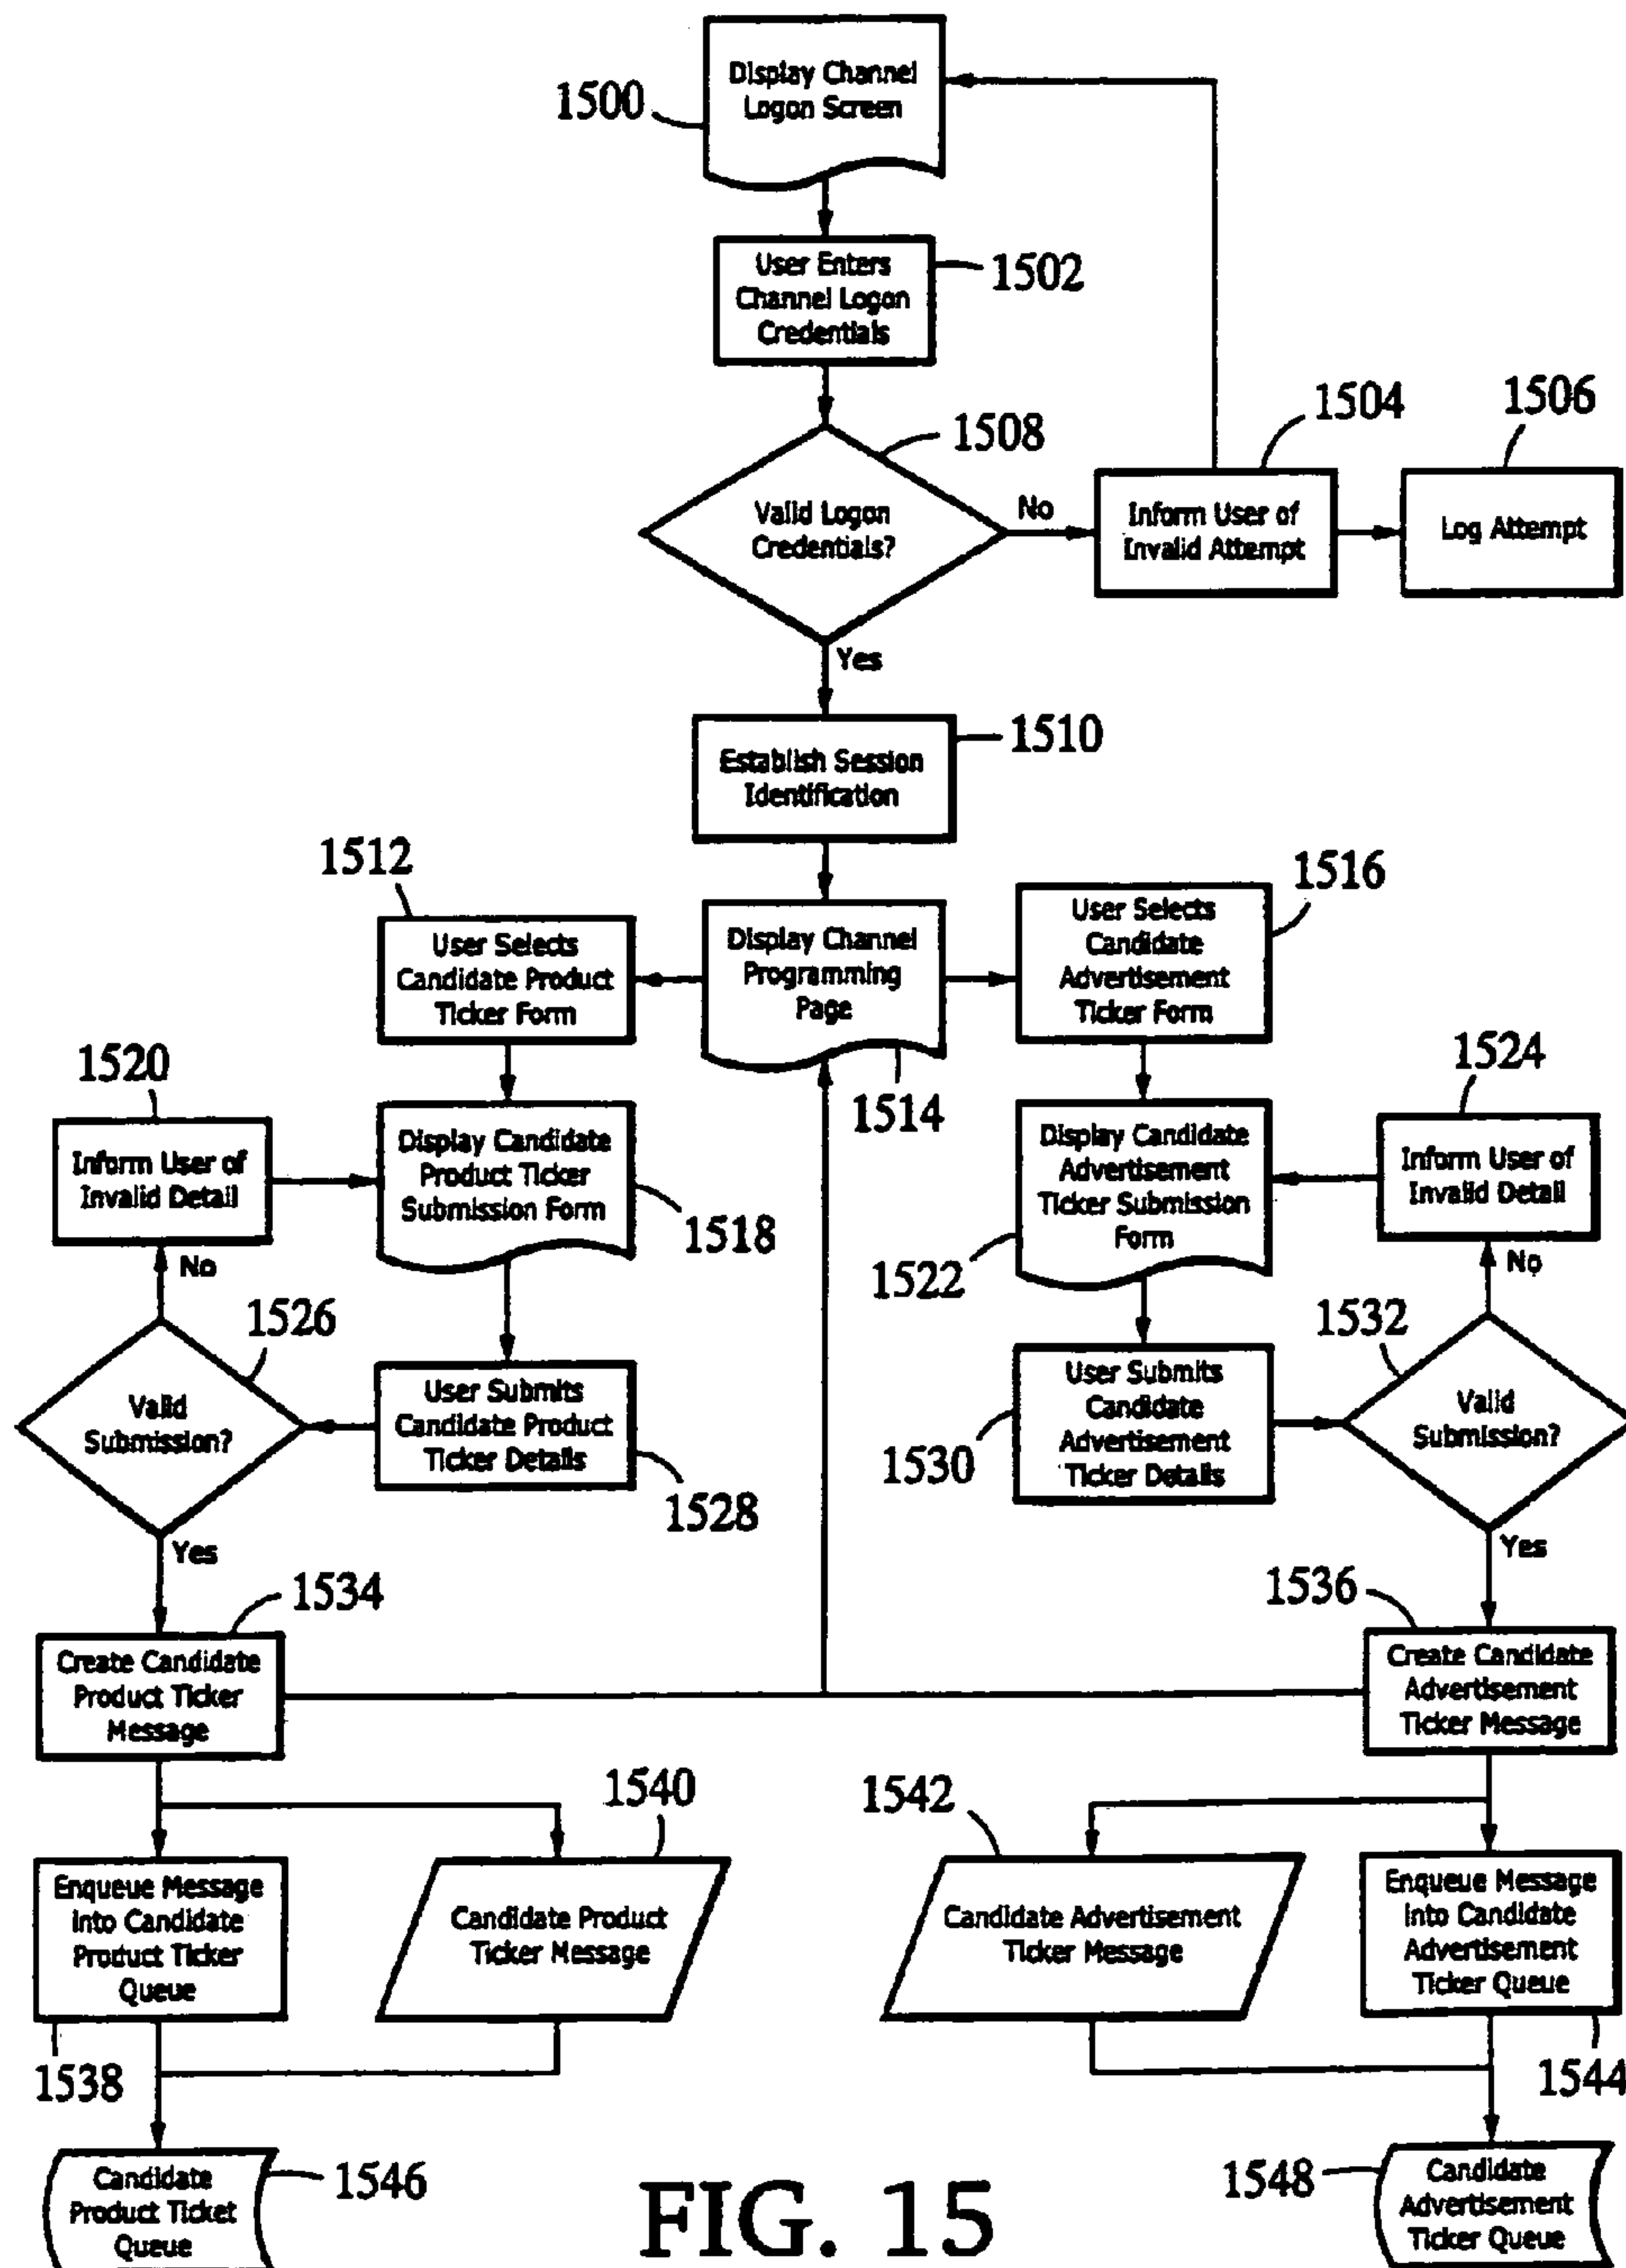 Display Channel
Logon Screen
1500
User Enters
Channel Logon
Credentials
1502
1508
1504
1506
Valid Logon
Credentials?
No
Inform User of
Invalid Attempt
Log Attempt
Yes
Establish Session
Identification
1510
1512
1516
User Selects
Candidate Product
Ticker Form
Display Channel
Programming
Page
User Selects
Candidate
Advertisement
Ticker Form
1514
1520
1524
Inform User of
Invalid Detail
Display Candidate
Product Ticker
Submission Form
1518
Display Candidate
Advertisement
Ticker Submission
Form
1522
Inform User of
Invalid Detail
No
No
1526
1532
Valid
Submission?
User Submits
Candidate Product
Ticker Details
1528
User Submits
Candidate
Advertisement
Ticker Details
1530
Valid
Submission?
Yes
Yes
1534
1536
Create Candidate
Product Ticker
Message
Create Candidate
Advertisement
Ticker Message
1540
1542
Enqueue Message
into Candidate
Product Ticker
Queue
Candidate Product
Ticker Message
Candidate Advertisement
Ticker Message
Enqueue Message
into Candidate
Advertisement
Ticker Queue
1538
1544
Candidate
Product Ticket
Queue
1546
FIG. 15
1548
Candidate
Advertisement
Ticker Queue